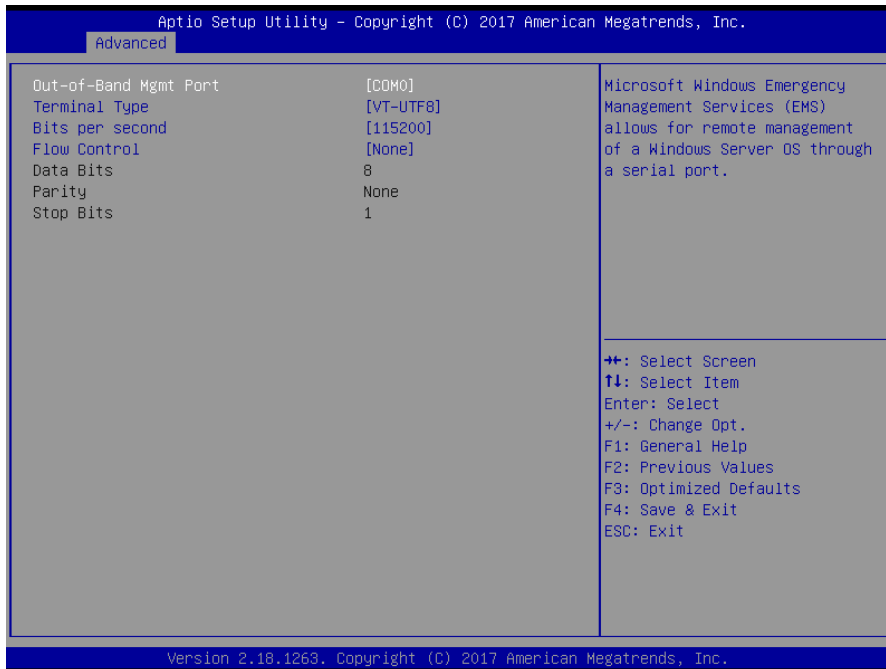 Aptio Setup Utility – Copyright (C) 2017 American Megatrends, Inc.
Advanced
Out-of-Band Mgmt Port [COM0]
Terminal Type [VT-UTF8]
Bits per second [115200]
Flow Control [None]
Data Bits 8
Parity None
Stop Bits 1
Microsoft Windows Emergency
Management Services (EMS)
allows for remote management
of a Windows Server OS through
a serial port.
→←: Select Screen
↑↓: Select Item
Enter: Select
+/-: Change Opt.
F1: General Help
F2: Previous Values
F3: Optimized Defaults
F4: Save & Exit
ESC: Exit
Version 2.18.1263. Copyright (C) 2017 American Megatrends, Inc.